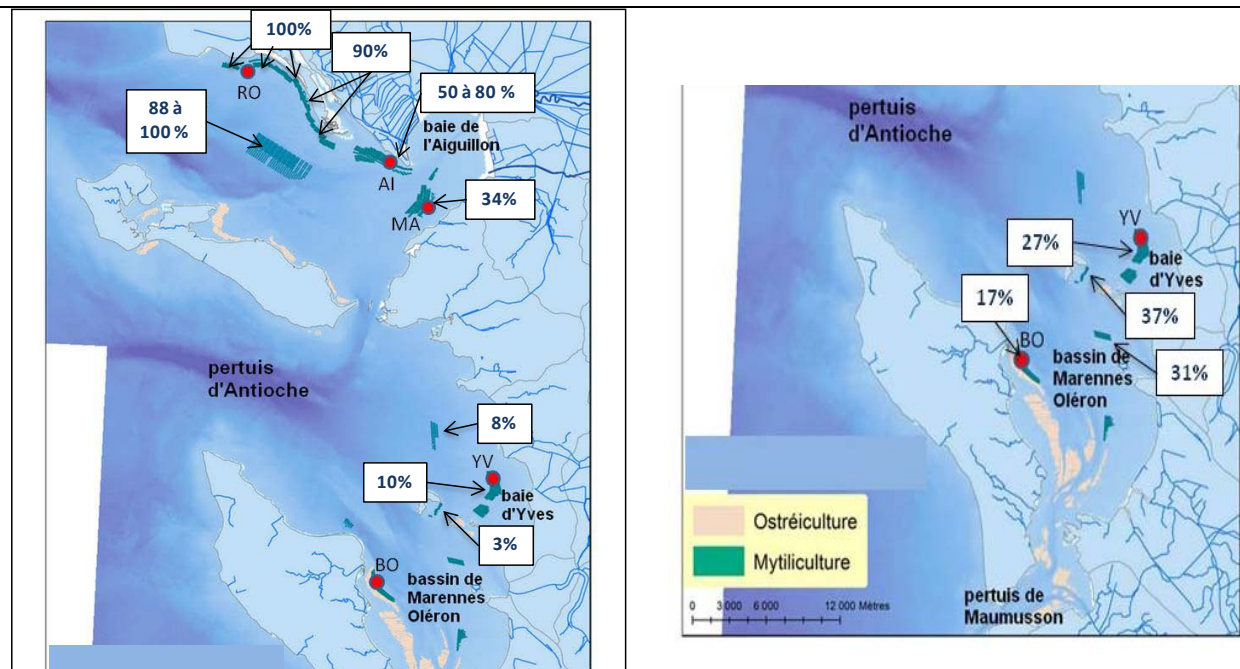 100%
90%
RO
50 à 80 %
88 à
100 %
baie de
l'Aiguillon
AI
34%
MA
pertuis
d'Antioche
8%
YV
10%
baie
d'Yves
3%
BO
bassin de
Marennes
Oléron
pertuis
d'Antioche
YV
27%
baie
d'Yves
17%
37%
BO
bassin de
Marennes
Oléron
31%
Ostréiculture
Mytiliculture
0 3 000 6 000 12 000 Mètres
pertuis de
Maumusson